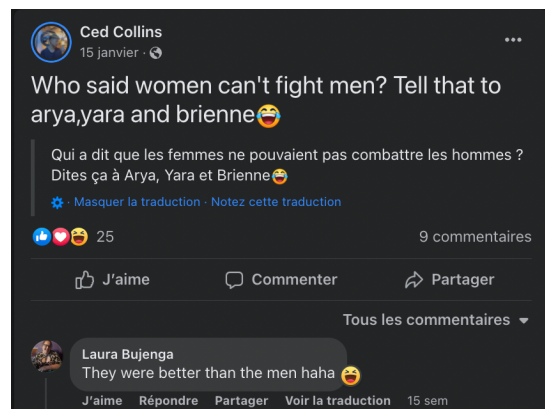 Ced Collins
15 janvier ·
Who said women can't fight men? Tell that to
arya,yara and brienne😂
Qui a dit que les femmes ne pouvaient pas combattre les hommes ?
Dites ça à Arya, Yara et Brienne😂
· Masquer la traduction · Notez cette traduction
25 9 commentaires
J'aime Commenter Partager
Tous les commentaires
Laura Bujenga
They were better than the men haha 😆
J'aime Répondre Partager Voir la traduction 15 sem